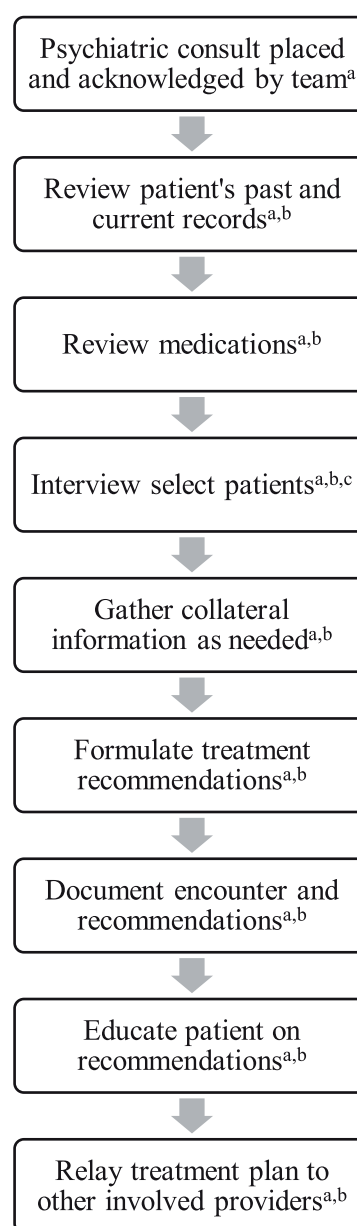 Psychiatric consult placed
and acknowledged by teamᵃ
Review patient's past and
current recordsᵃ,ᵇ
Review medicationsᵃ,ᵇ
Interview select patientsᵃ,ᵇ,ᶜ
Gather collateral
information as neededᵃ,ᵇ
Formulate treatment
recommendationsᵃ,ᵇ
Document encounter and
recommendationsᵃ,ᵇ
Educate patient on
recommendationsᵃ,ᵇ
Relay treatment plan to
other involved providersᵃ,ᵇ